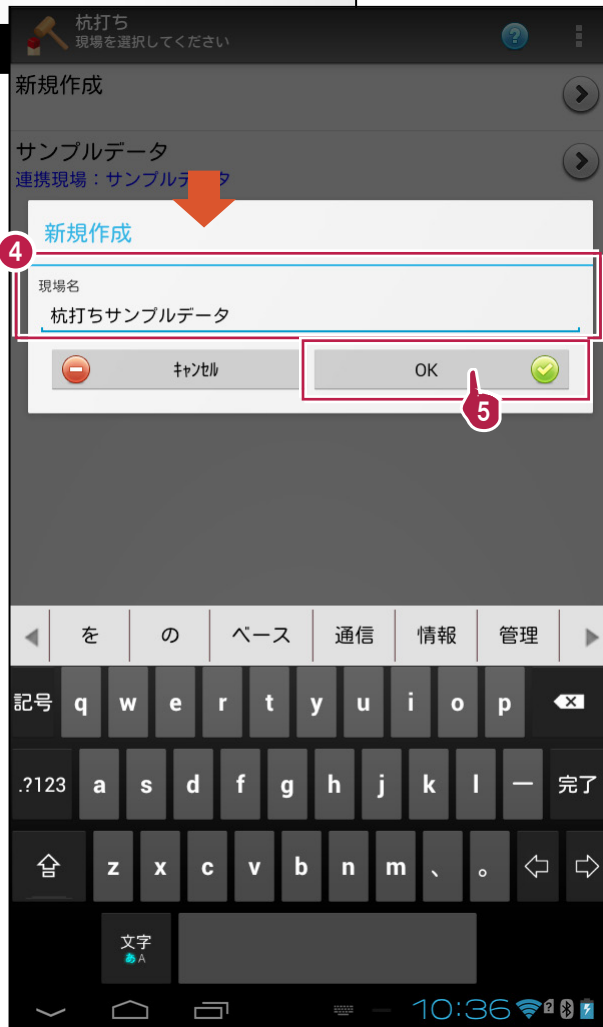 杭打ち
現場を選択してください
新規作成
サンプルデータ
連携現場：サンプルデータ
新規作成
4
現場名
杭打ちサンプルデータ
ｷｬﾝｾﾙ
OK
5
を の ベース 通信 情報 管理
記号 q w e r t y u i o p
.?123 a s d f g h j k l ー 完了
z x c v b n m 、 。
文字
あA
10:36